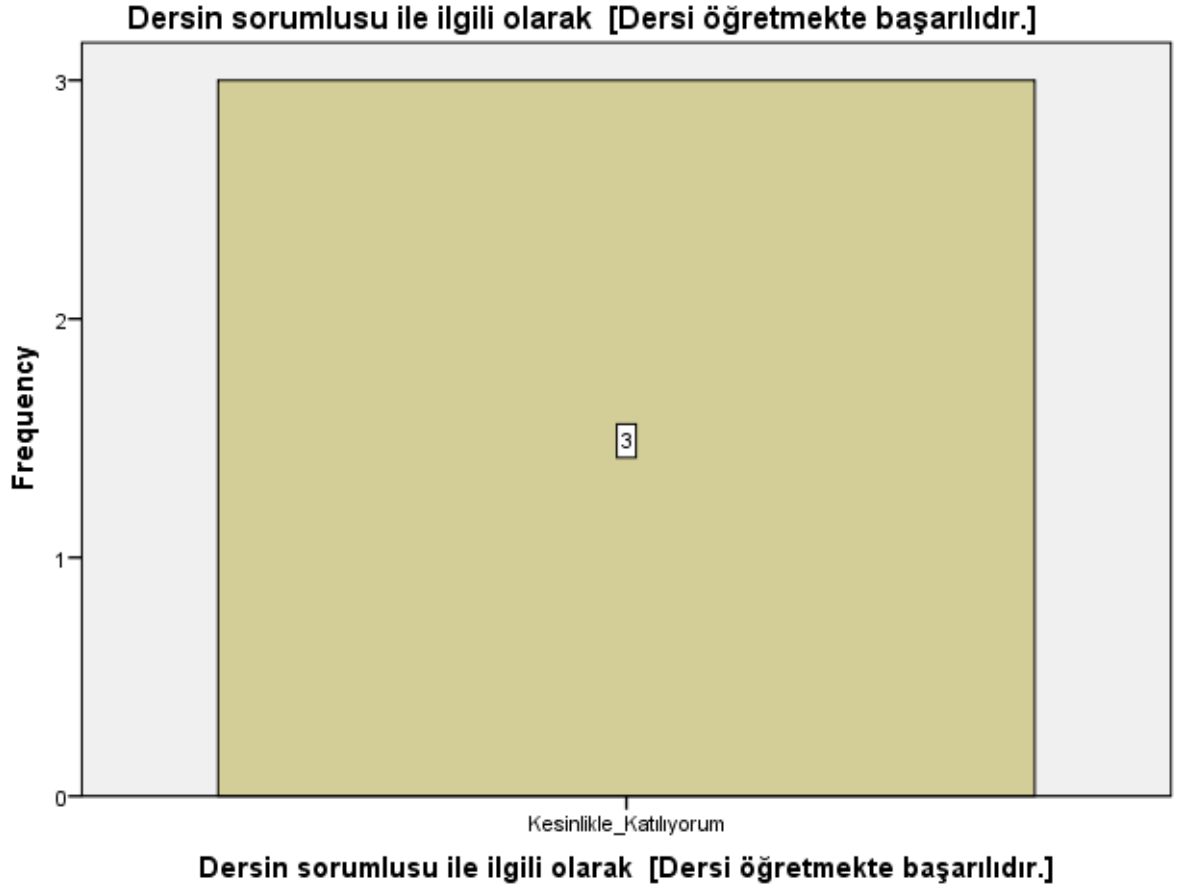 Dersin sorumlusu ile ilgili olarak [Dersi öğretmekte başarılıdır.]
3
2
1
0
Frequency
3
Kesinlikle_Katılıyorum
Dersin sorumlusu ile ilgili olarak [Dersi öğretmekte başarılıdır.]